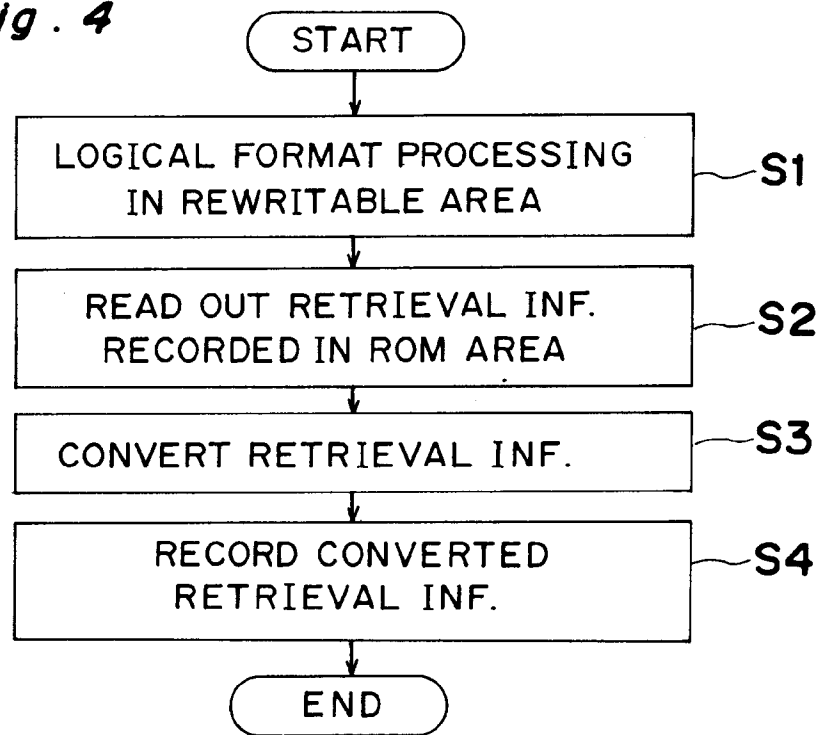 ig. 4
START
LOGICAL FORMAT PROCESSING
IN REWRITABLE AREA
S1
READ OUT RETRIEVAL INF.
RECORDED IN ROM AREA
S2
CONVERT RETRIEVAL INF.
S3
RECORD CONVERTED
RETRIEVAL INF.
S4
END